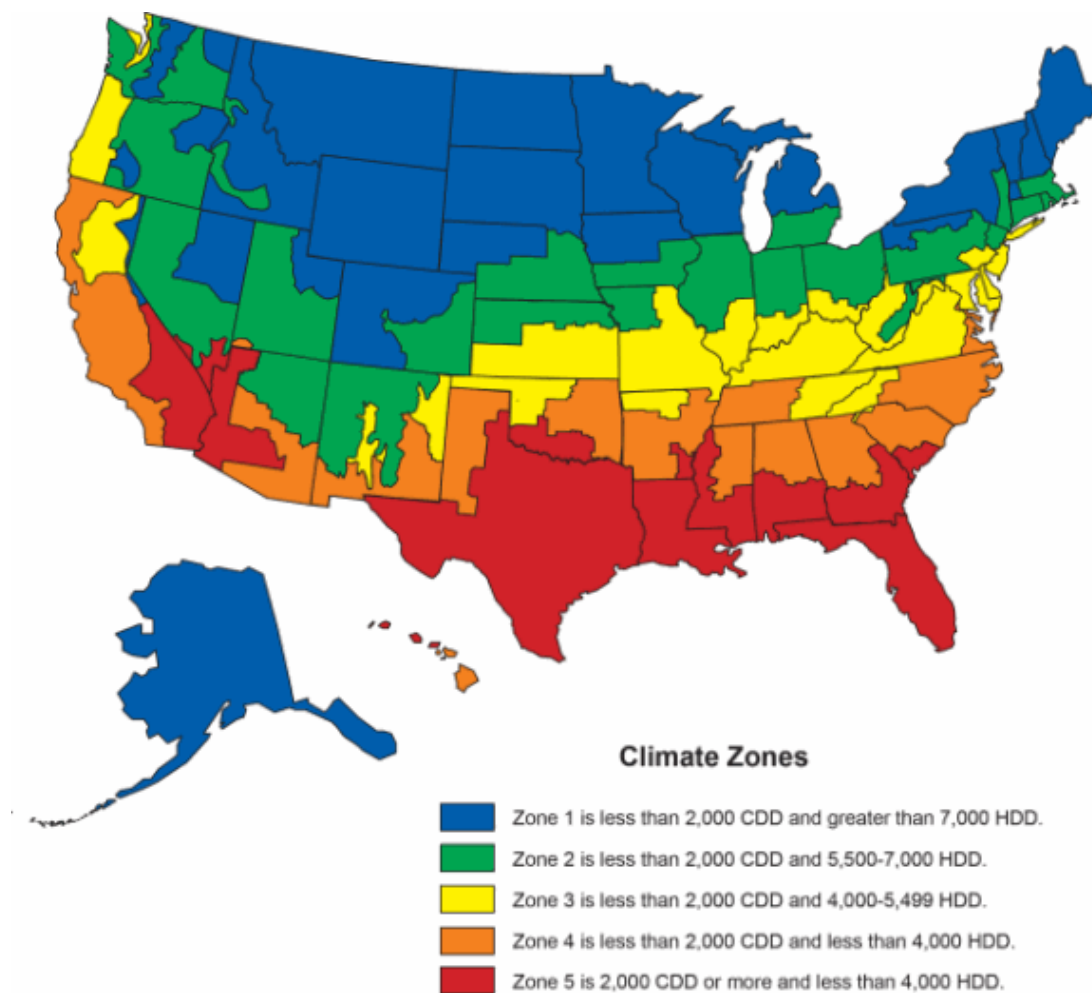 Climate Zones
Zone 1 is less than 2,000 CDD and greater than 7,000 HDD.
Zone 2 is less than 2,000 CDD and 5,500-7,000 HDD.
Zone 3 is less than 2,000 CDD and 4,000-5,499 HDD.
Zone 4 is less than 2,000 CDD and less than 4,000 HDD.
Zone 5 is 2,000 CDD or more and less than 4,000 HDD.